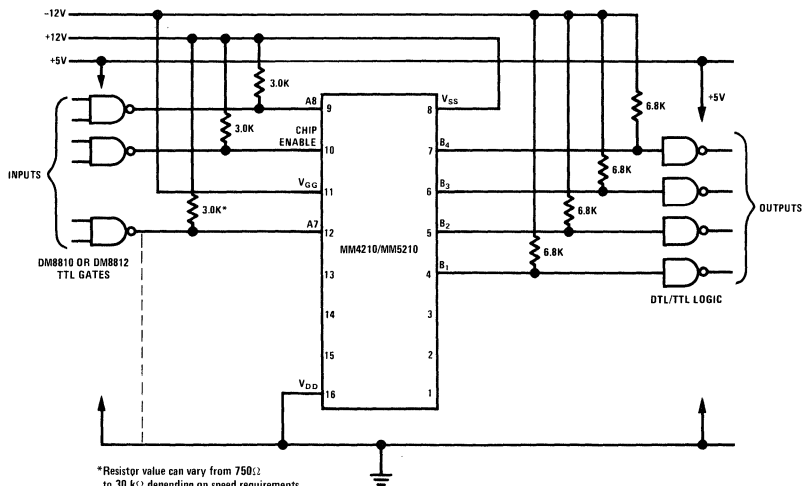 –12V
+12V
+5V
3.0K
A8
9
VSS
8
+5V
6.8K
3.0K
CHIP
ENABLE
10
B4
7
INPUTS
VGG
11
3.0K*
B3
6
6.8K
OUTPUTS
A7
12
B2
5
6.8K
DM8810 OR DM8812
TTL GATES
MM4210/MM5210
6.8K
13
B1
4
DTL/TTL LOGIC
14
3
15
2
VDD
16
1
*Resistor value can vary from 750Ω
to 30 kΩ depending on speed requirements